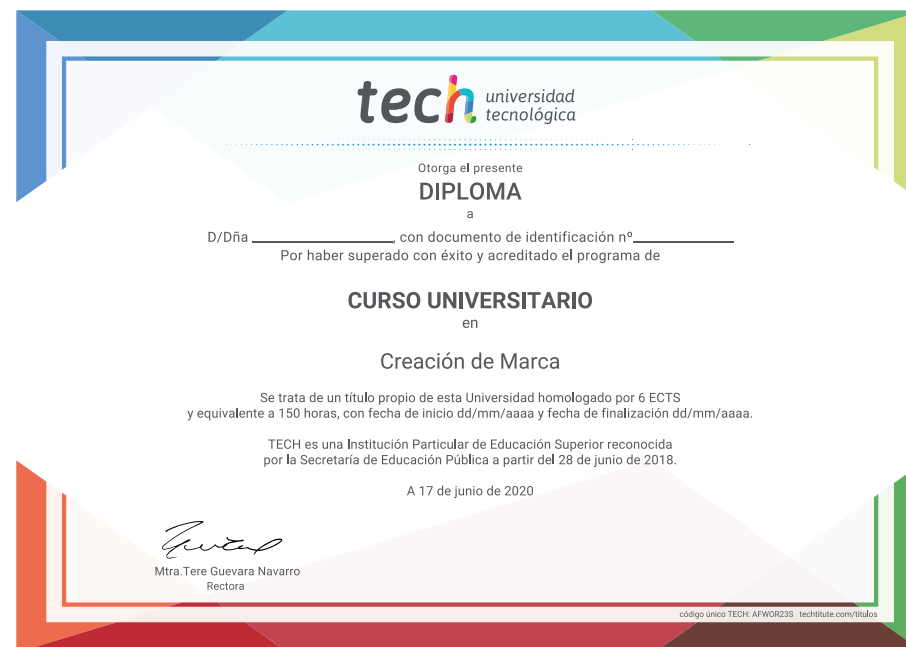 tech universidad
tecnológica
Otorga el presente
DIPLOMA
a
D/Dña ____________________, con documento de identificación nº______________
Por haber superado con éxito y acreditado el programa de
CURSO UNIVERSITARIO
en
Creación de Marca
Se trata de un título propio de esta Universidad homologado por 6 ECTS
y equivalente a 150 horas, con fecha de inicio dd/mm/aaaa y fecha de finalización dd/mm/aaaa.
TECH es una Institución Particular de Educación Superior reconocida
por la Secretaría de Educación Pública a partir del 28 de junio de 2018.
A 17 de junio de 2020
Mtra.Tere Guevara Navarro
Rectora
código único TECH: AFWOR23S techtitute.com/titulos